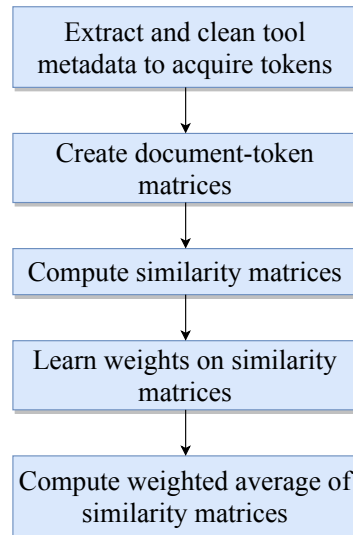 Extract and clean tool
metadata to acquire tokens
Create document-token
matrices
Compute similarity matrices
Learn weights on similarity
matrices
Compute weighted average of
similarity matrices